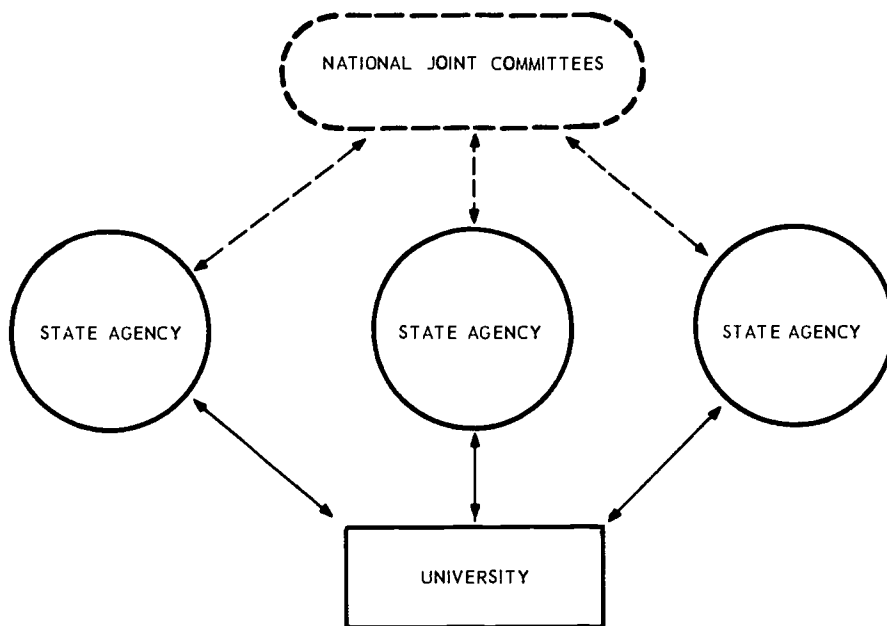 NATIONAL JOINT COMMITTEES
STATE AGENCY
STATE AGENCY
STATE AGENCY
UNIVERSITY